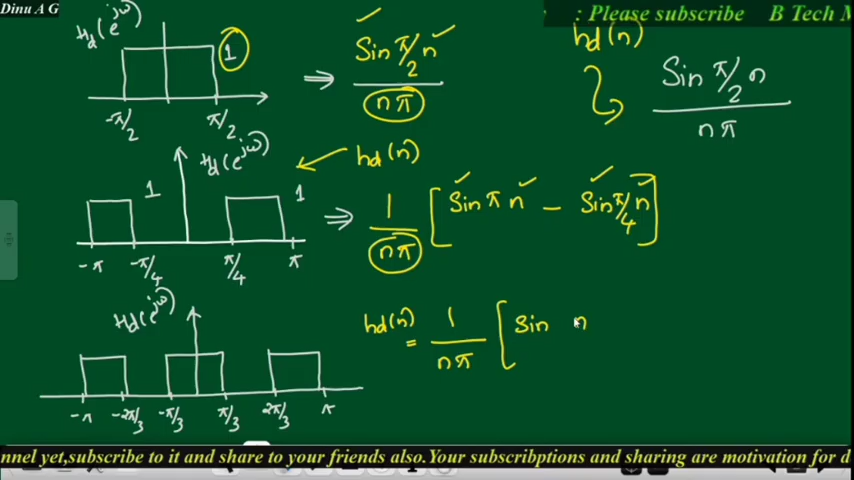 Dinu A G
: Please subscribe B Tech M
Hd(e^jω)
1
-π/2 π/2
⇒ Sin π/2 n / nπ
hd(n)
Sin π/2 n / nπ
Hd(e^jω)
hd(n)
1 1
-π -π/4 π/4 π
⇒ 1/nπ [Sin π n - Sin π/4 n]
Hd(e^jω)
-π -2π/3 -π/3 π/3 2π/3 π
hd(n) = 1/nπ [Sin n
nnel yet,subscribe to it and share to your friends also.Your subscribptions and sharing are motivation for d